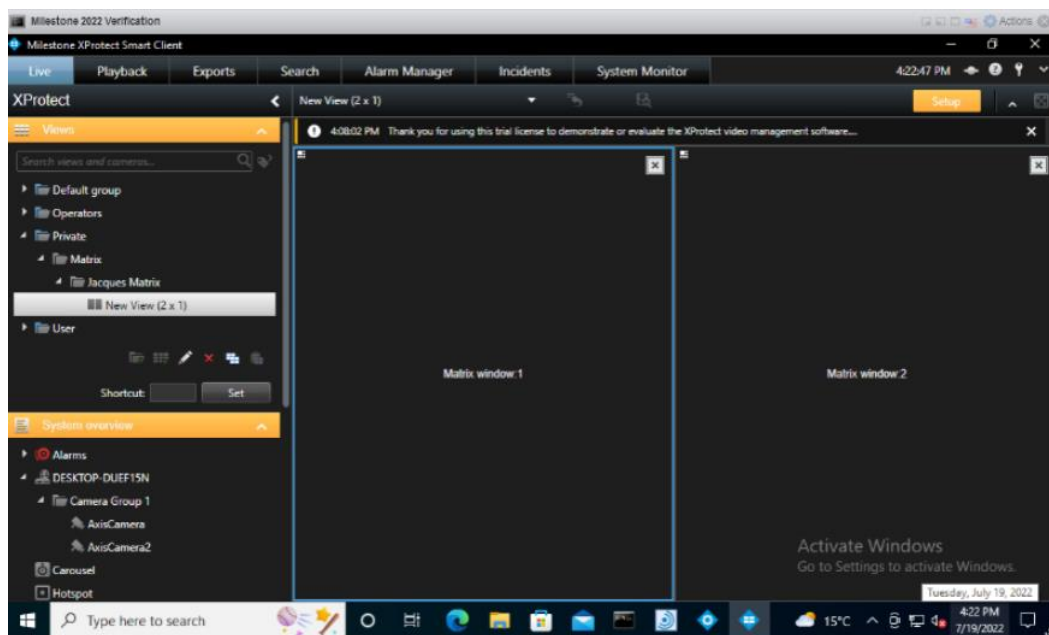 Milestone 2022 Verification
Actions
Milestone XProtect Smart Client
Live Playback Exports Search Alarm Manager Incidents System Monitor 4:22:47 PM
XProtect
New View (2 x 1)
Setup
Views
4:08:02 PM Thank you for using this trial license to demonstrate or evaluate the XProtect video management software....
Search views and cameras...
Default group
Operators
Private
Matrix
Jacques Matrix
New View (2 x 1)
User
Shortcut: Set
Matrix window:1
Matrix window:2
System overview
Alarms
DESKTOP-DUEF15N
Camera Group 1
AxisCamera
AxisCamera2
Carousel
Hotspot
Activate Windows
Go to Settings to activate Windows.
Tuesday, July 19, 2022
Type here to search
15°C
4:22 PM
7/19/2022